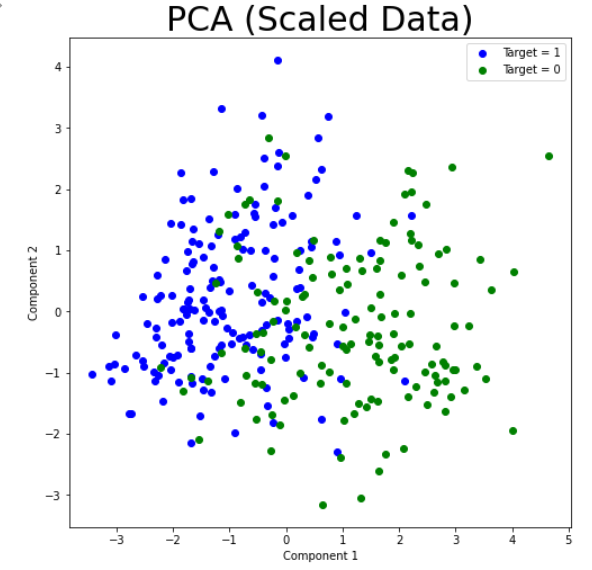 PCA (Scaled Data)
Target = 1
Target = 0
4
3
2
1
0
−1
−2
−3
Component 2
−3 −2 −1 0 1 2 3 4 5
Component 1